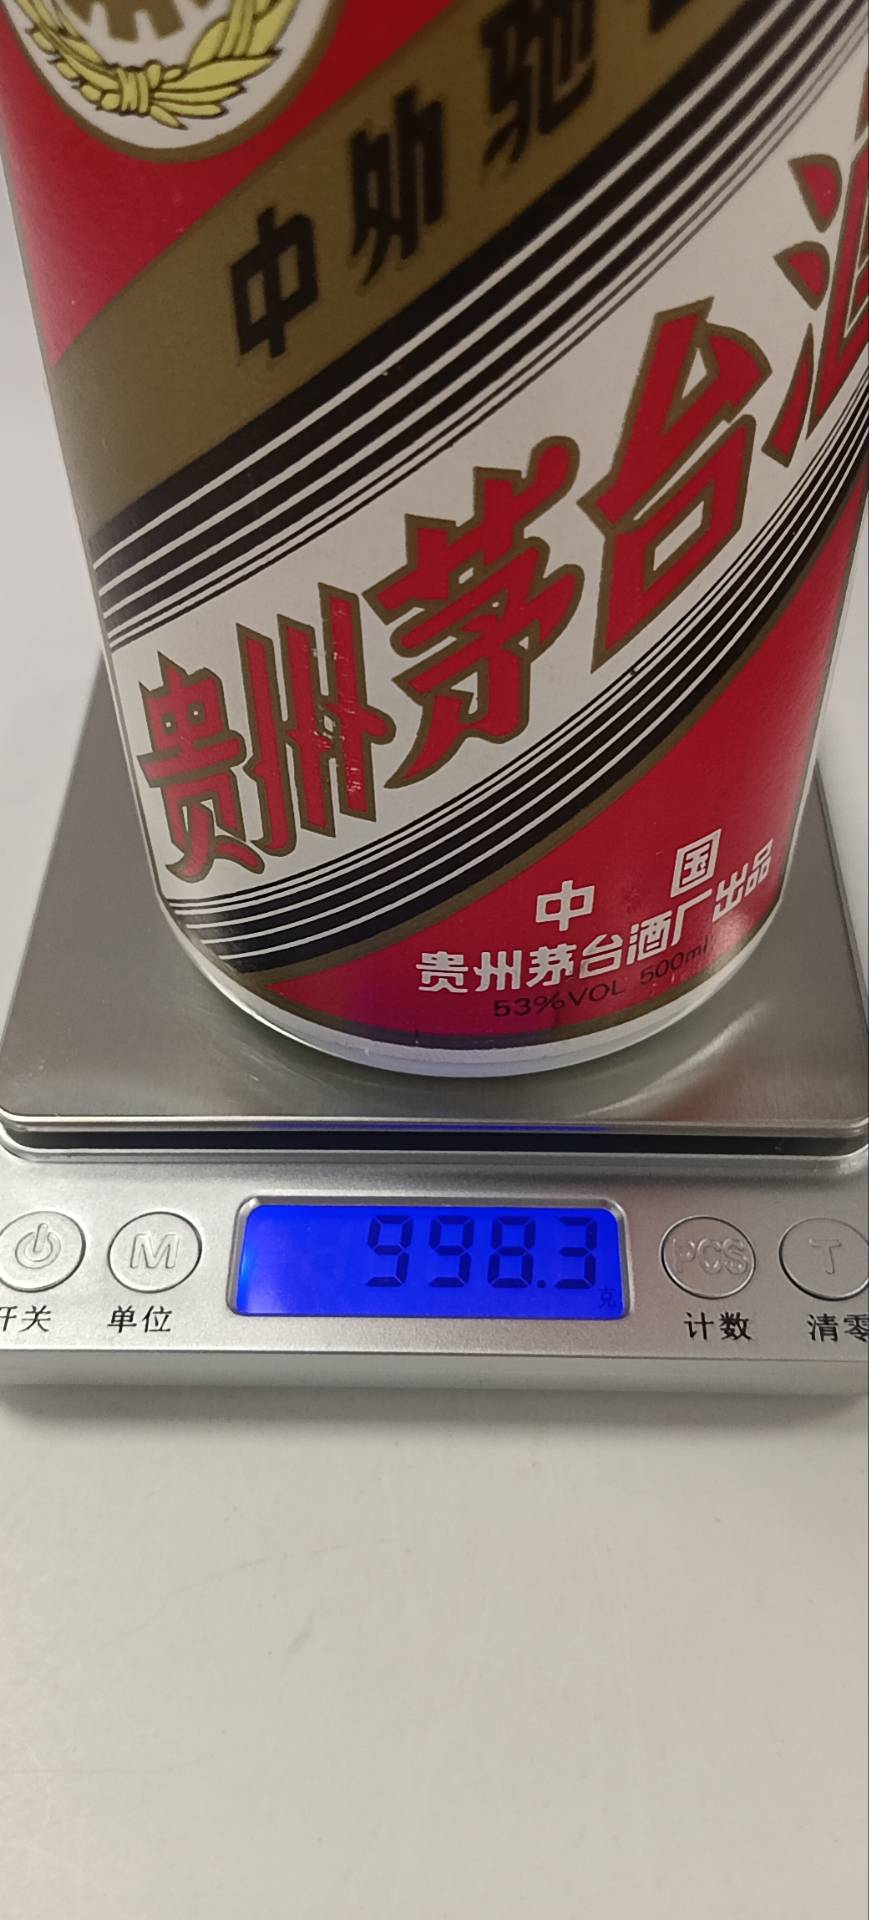 中外驰
贵州茅台酒
中国
贵州茅台酒厂出品
53%VOL 500ml
998.3
克
M
PCS
T
开关
单位
计数
清零